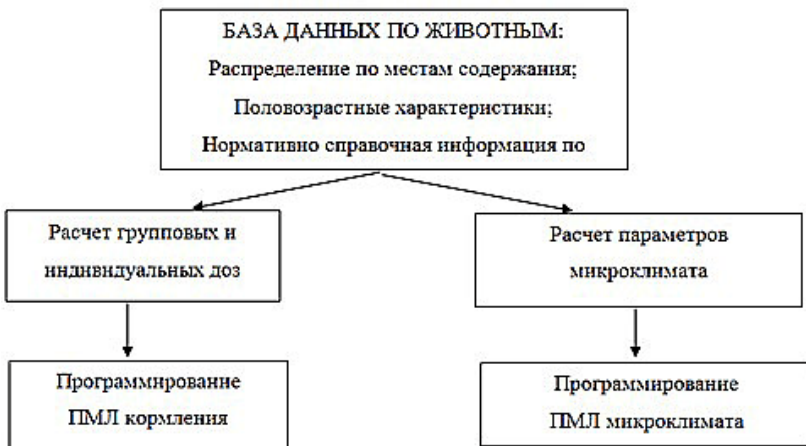 БАЗА ДАННЫХ ПО ЖИВОТНЫМ:
Распределение по местам содержания;
Половозрастные характеристики;
Нормативно справочная информация по
Расчет групповых и
индивидуальных доз
Расчет параметров
микроклимата
Программирование
ПМЛ кормления
Программирование
ПМЛ микроклимата